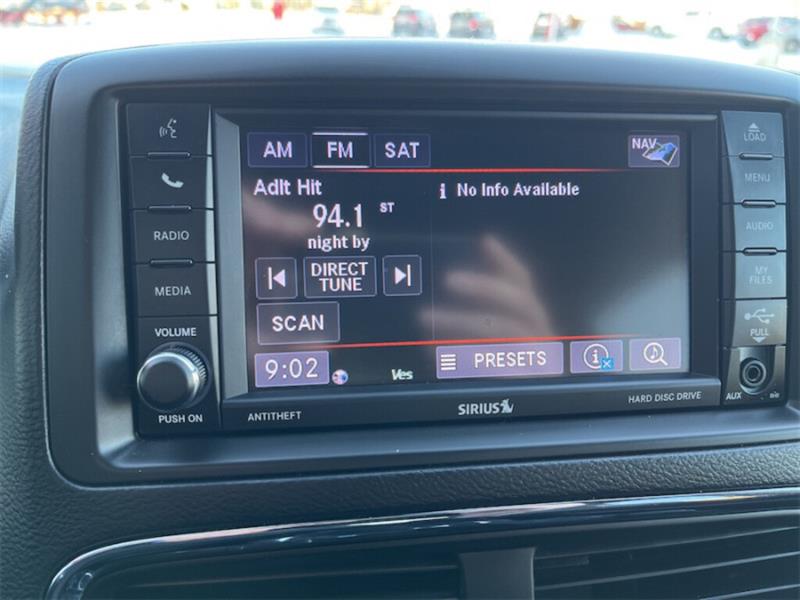 AM FM SAT NAV
Adlt Hit
i No Info Available
94.1 ST
night by
DIRECT
TUNE
SCAN
9:02
Ves
PRESETS
RADIO
MEDIA
VOLUME
PUSH ON
ANTITHEFT
SIRIUS
HARD DISC DRIVE
LOAD
MENU
AUDIO
MY
FILES
PULL
AUX